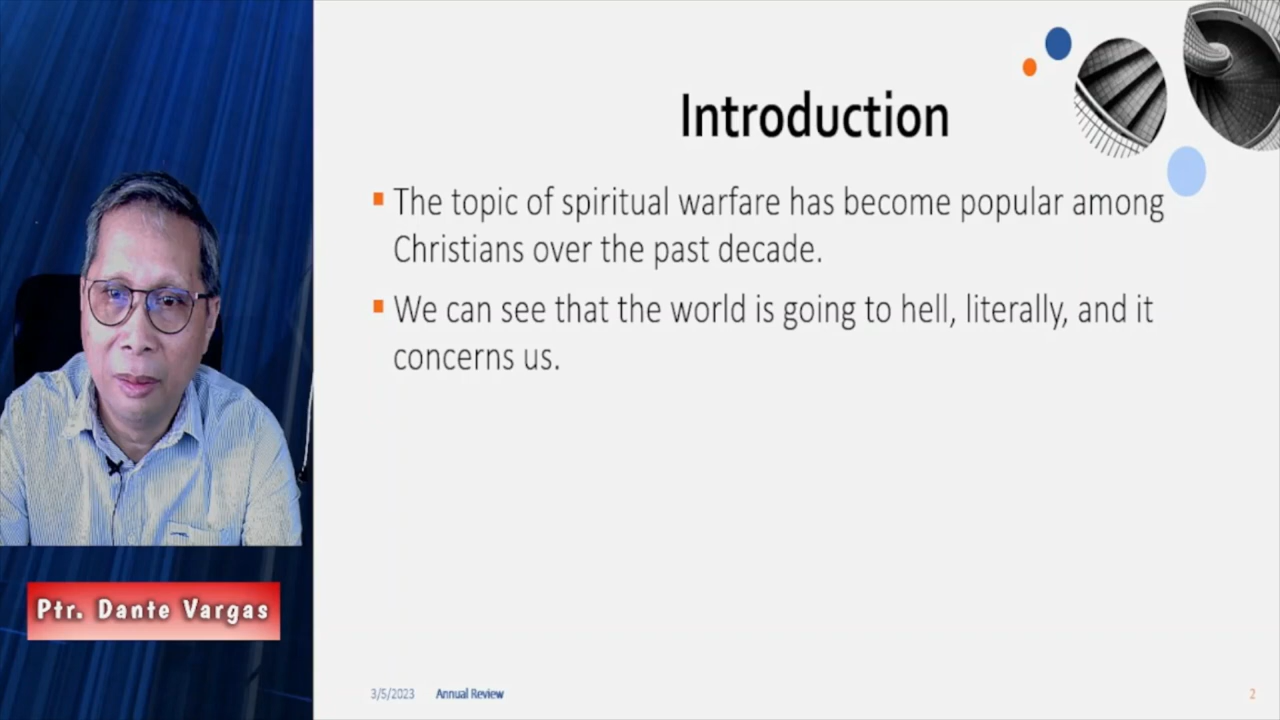 Introduction
The topic of spiritual warfare has become popular among
Christians over the past decade.
We can see that the world is going to hell, literally, and it
concerns us.
Ptr. Dante Vargas
3/5/2023 Annual Review 2